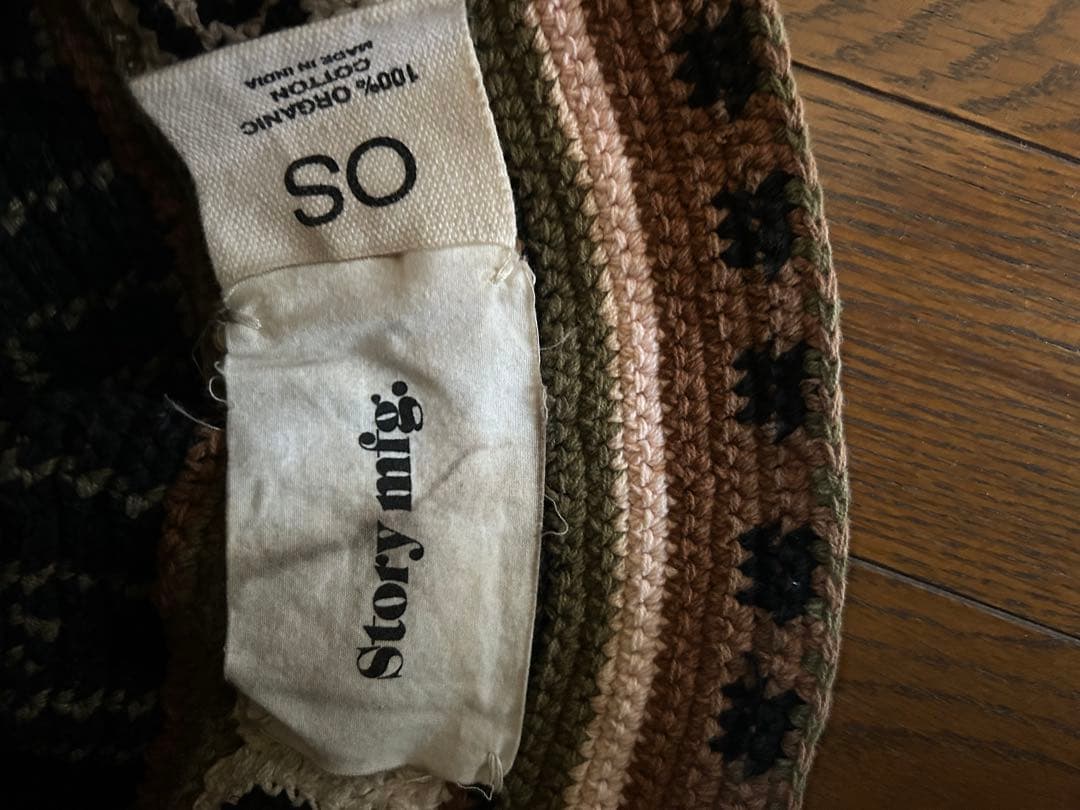 OS
100% ORGANIC
COTTON
MADE IN INDIA
Story mfg.